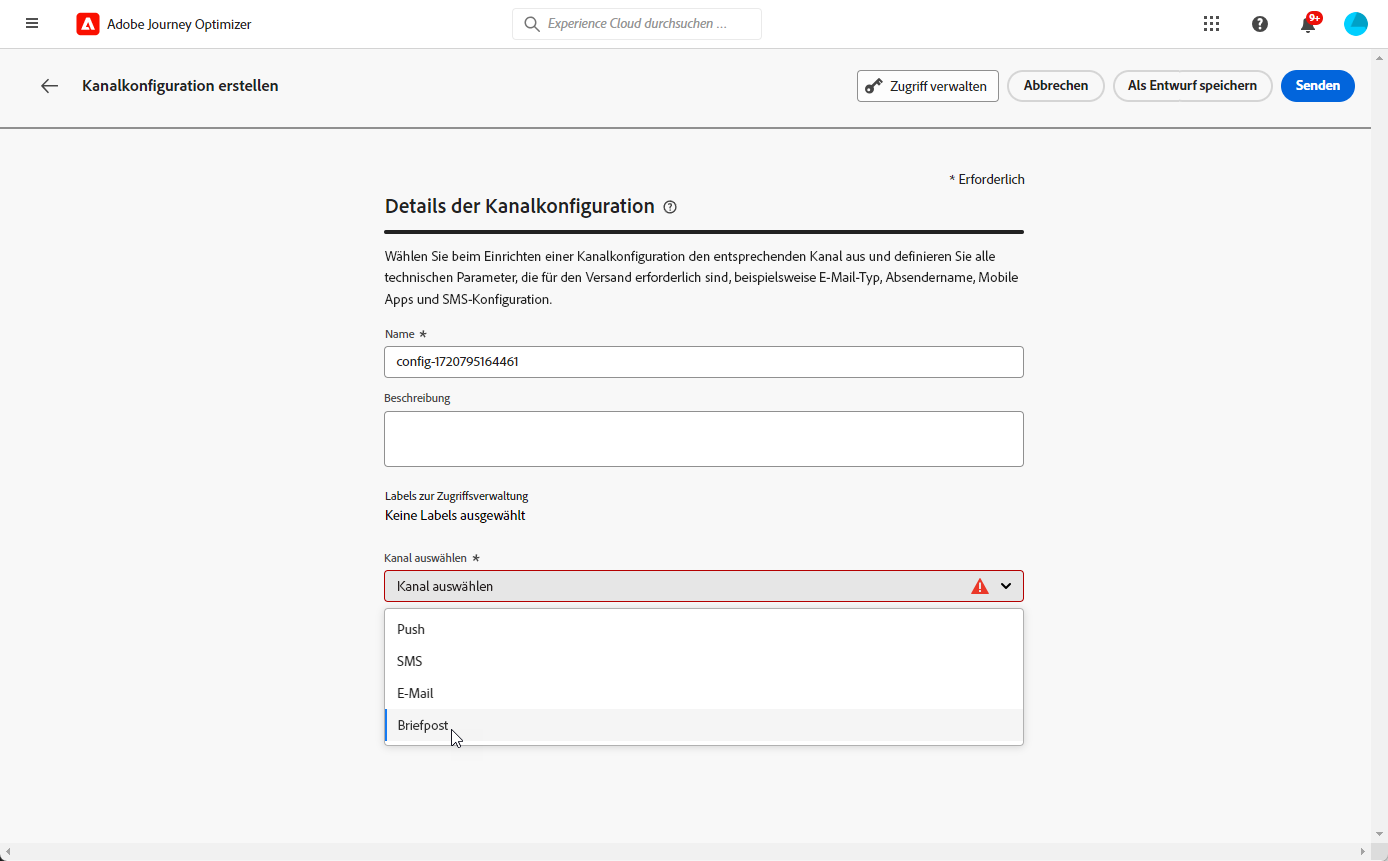 Adobe Journey Optimizer
Experience Cloud durchsuchen ...
9+
Kanalkonfiguration erstellen
Zugriff verwalten
Abbrechen
Als Entwurf speichern
Senden
* Erforderlich
Details der Kanalkonfiguration
Wählen Sie beim Einrichten einer Kanalkonfiguration den entsprechenden Kanal aus und definieren Sie alle
technischen Parameter, die für den Versand erforderlich sind, beispielsweise E-Mail-Typ, Absendername, Mobile
Apps und SMS-Konfiguration.
Name *
config-1720795164461
Beschreibung
Labels zur Zugriffsverwaltung
Keine Labels ausgewählt
Kanal auswählen *
Kanal auswählen
Push
SMS
E-Mail
Briefpost